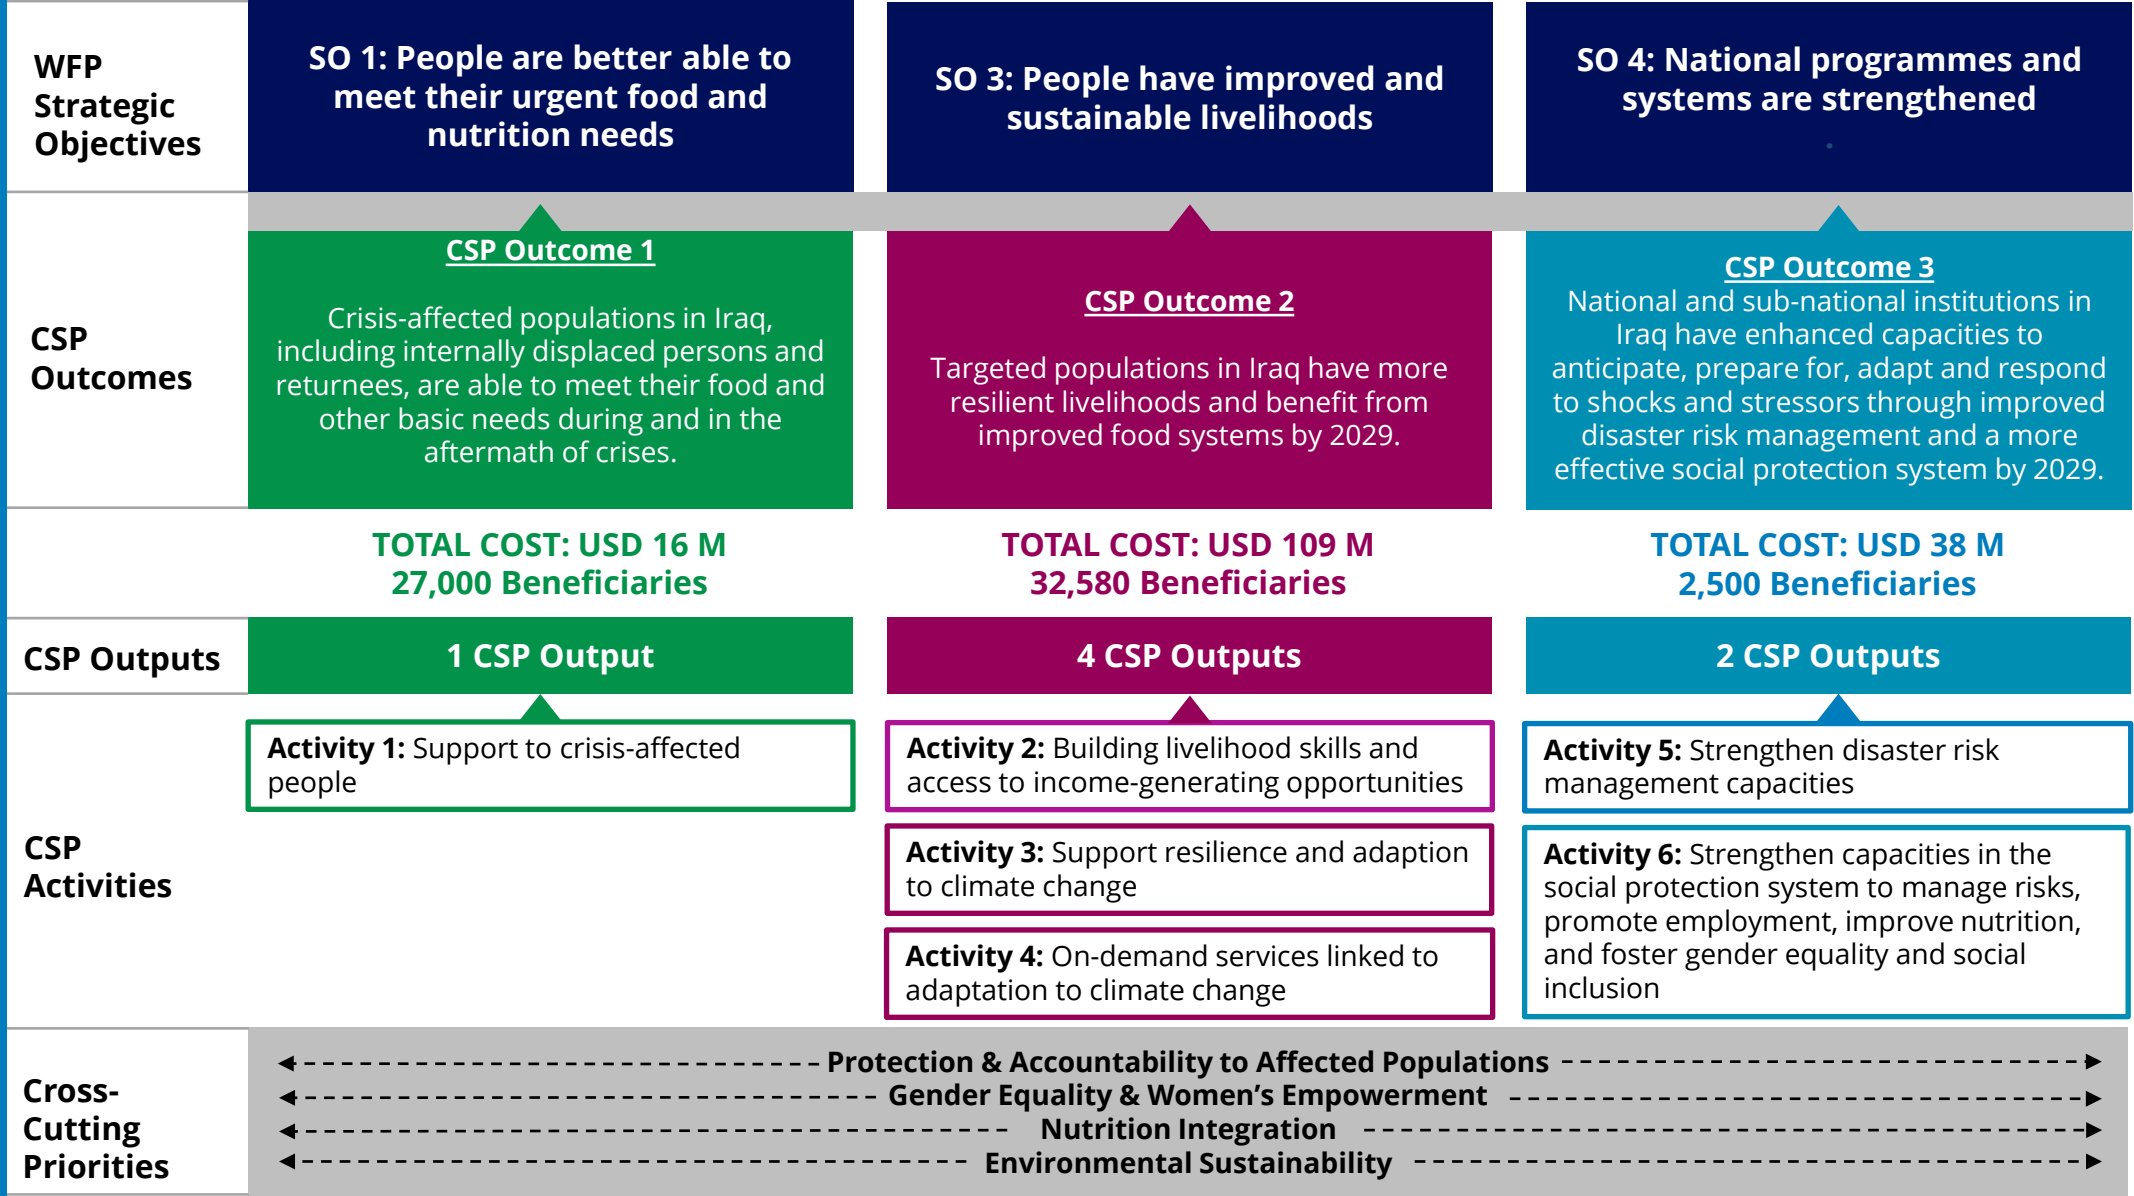 WFP
Strategic
Objectives
SO 1: People are better able to
meet their urgent food and
nutrition needs
SO 3: People have improved and
sustainable livelihoods
SO 4: National programmes and
systems are strengthened
.
CSP
Outcomes
CSP Outcome 1
Crisis-affected populations in Iraq,
including internally displaced persons and
returnees, are able to meet their food and
other basic needs during and in the
aftermath of crises.
CSP Outcome 2
Targeted populations in Iraq have more
resilient livelihoods and benefit from
improved food systems by 2029.
CSP Outcome 3
National and sub-national institutions in
Iraq have enhanced capacities to
anticipate, prepare for, adapt and respond
to shocks and stressors through improved
disaster risk management and a more
effective social protection system by 2029.
TOTAL COST: USD 16 M
27,000 Beneficiaries
TOTAL COST: USD 109 M
32,580 Beneficiaries
TOTAL COST: USD 38 M
2,500 Beneficiaries
CSP Outputs
1 CSP Output
4 CSP Outputs
2 CSP Outputs
CSP
Activities
Activity 1: Support to crisis-affected
people
Activity 2: Building livelihood skills and
access to income-generating opportunities
Activity 3: Support resilience and adaption
to climate change
Activity 4: On-demand services linked to
adaptation to climate change
Activity 5: Strengthen disaster risk
management capacities
Activity 6: Strengthen capacities in the
social protection system to manage risks,
promote employment, improve nutrition,
and foster gender equality and social
inclusion
Cross-
Cutting
Priorities
Protection & Accountability to Affected Populations
Gender Equality & Women’s Empowerment
Nutrition Integration
Environmental Sustainability